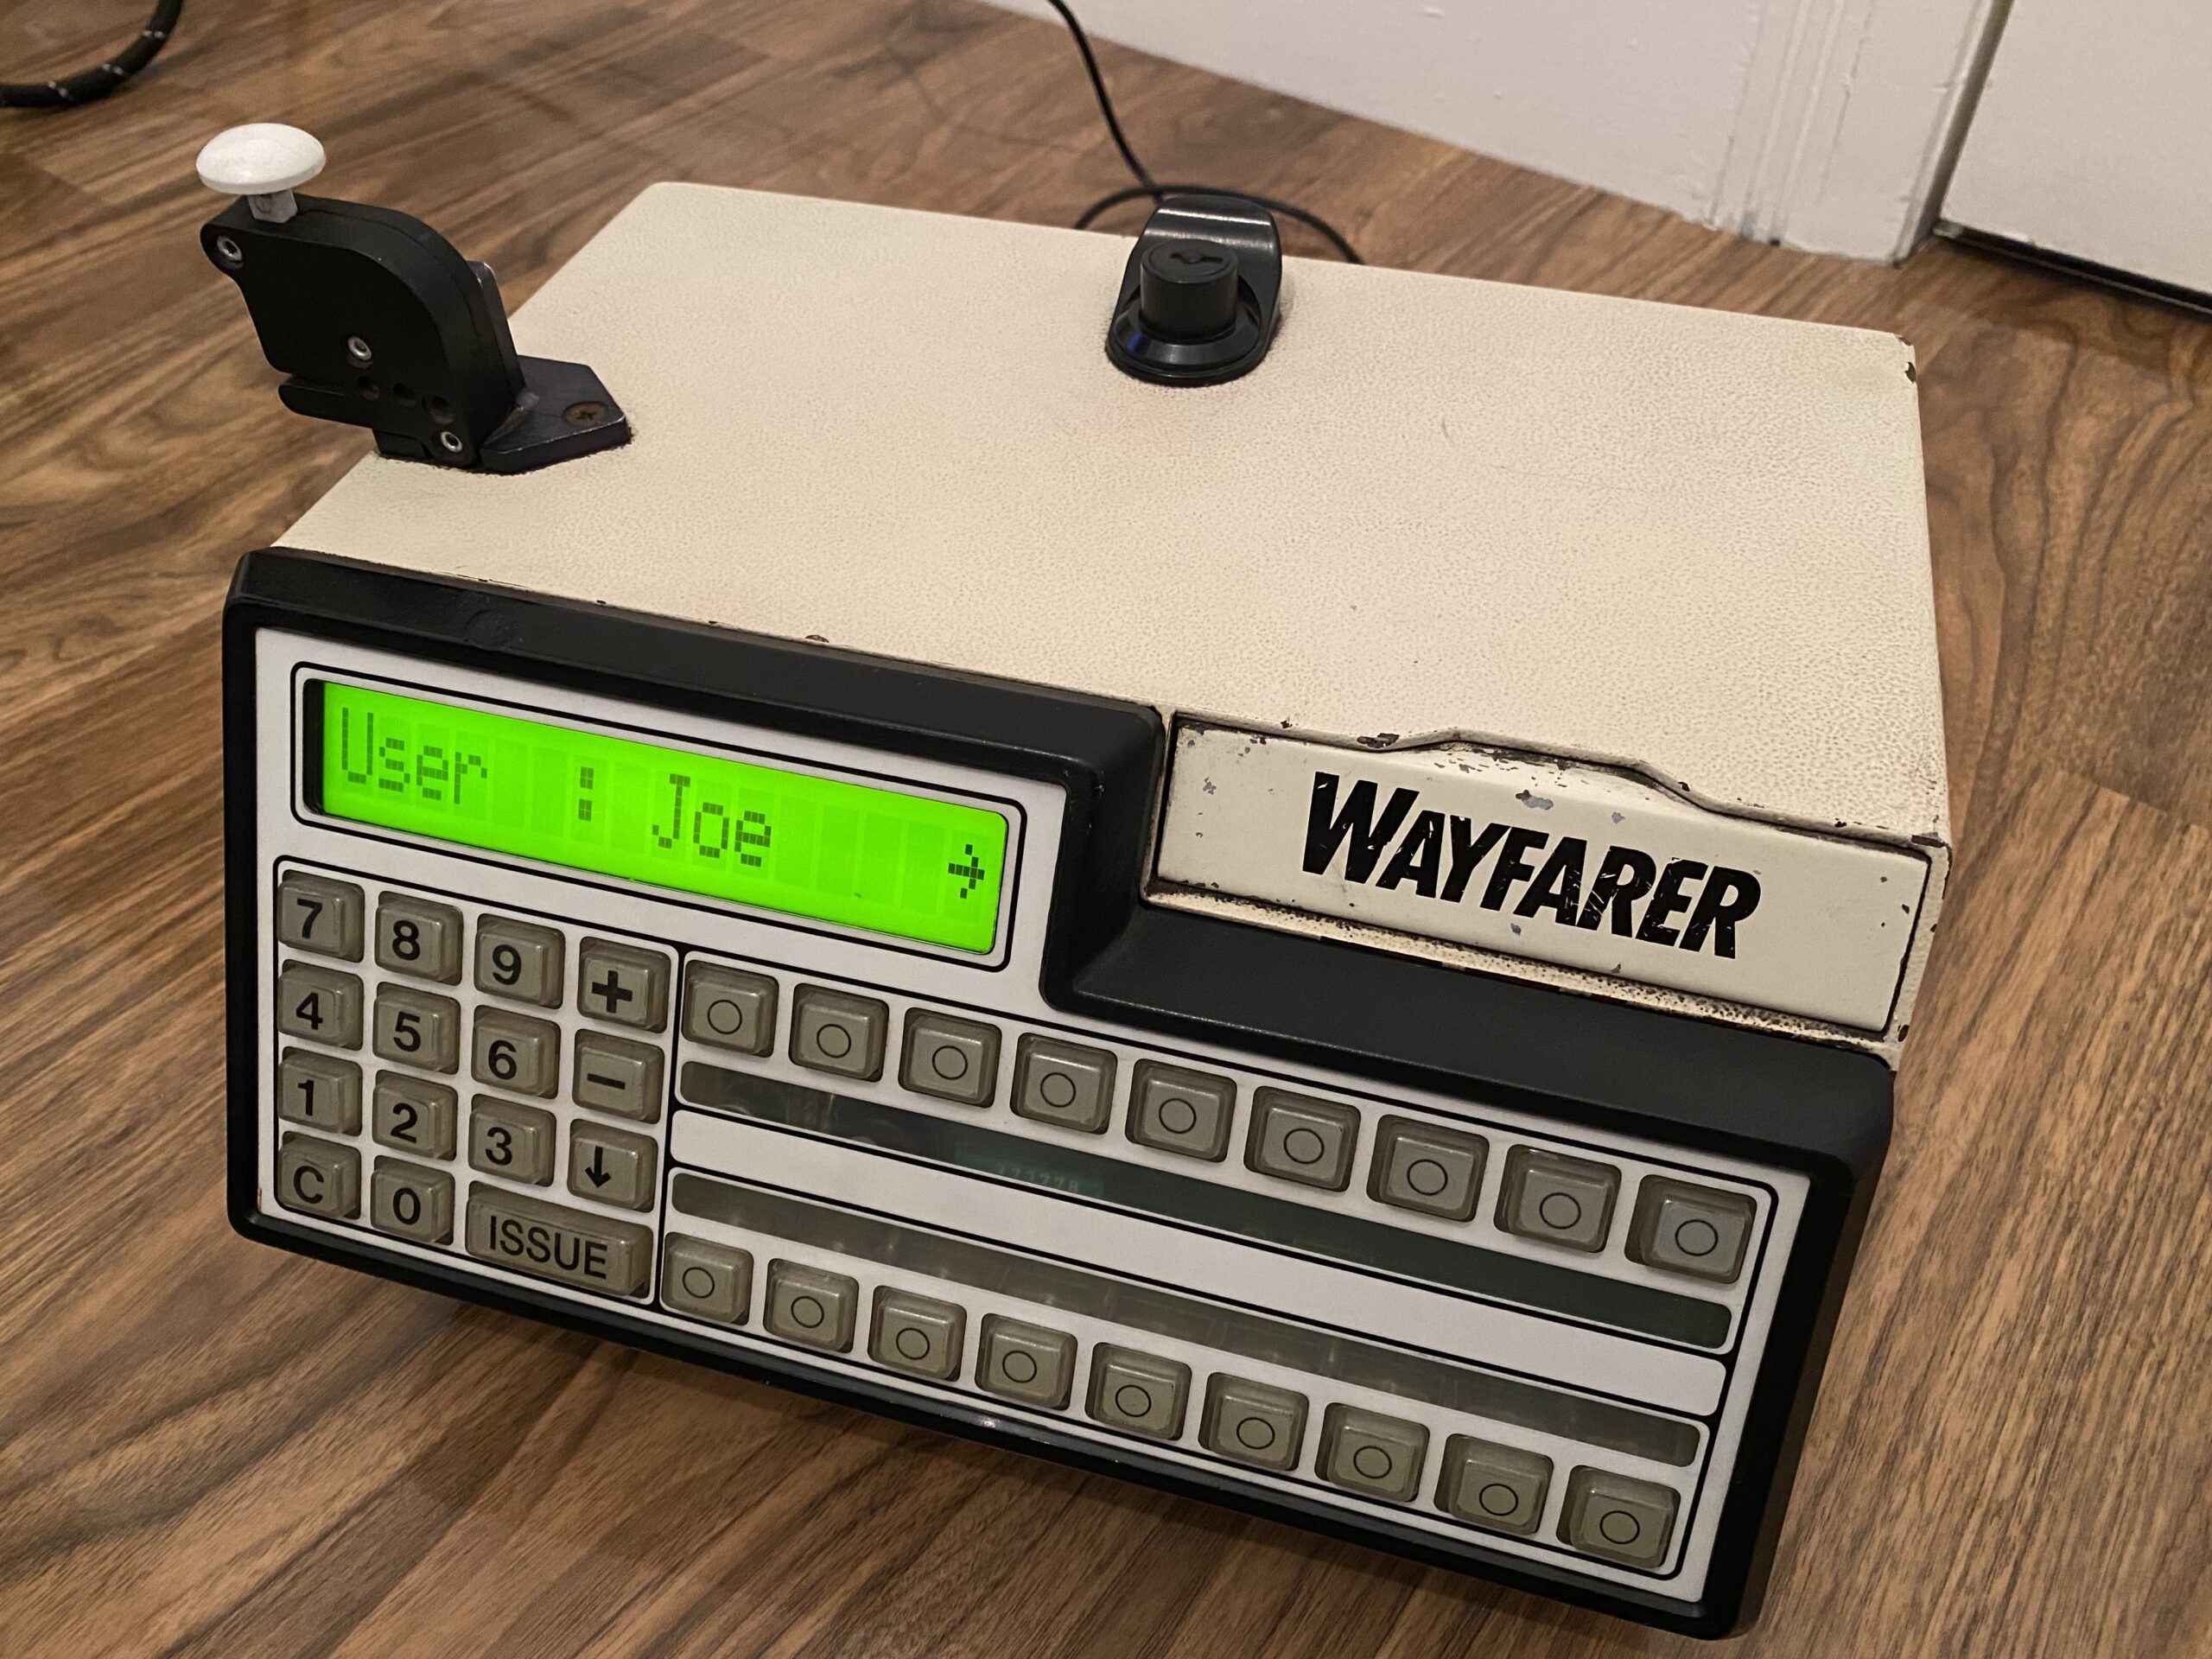 User : Joe →
WAYFARER
7 8 9 +
4 5 6 −
1 2 3 ↓
C 0 ISSUE